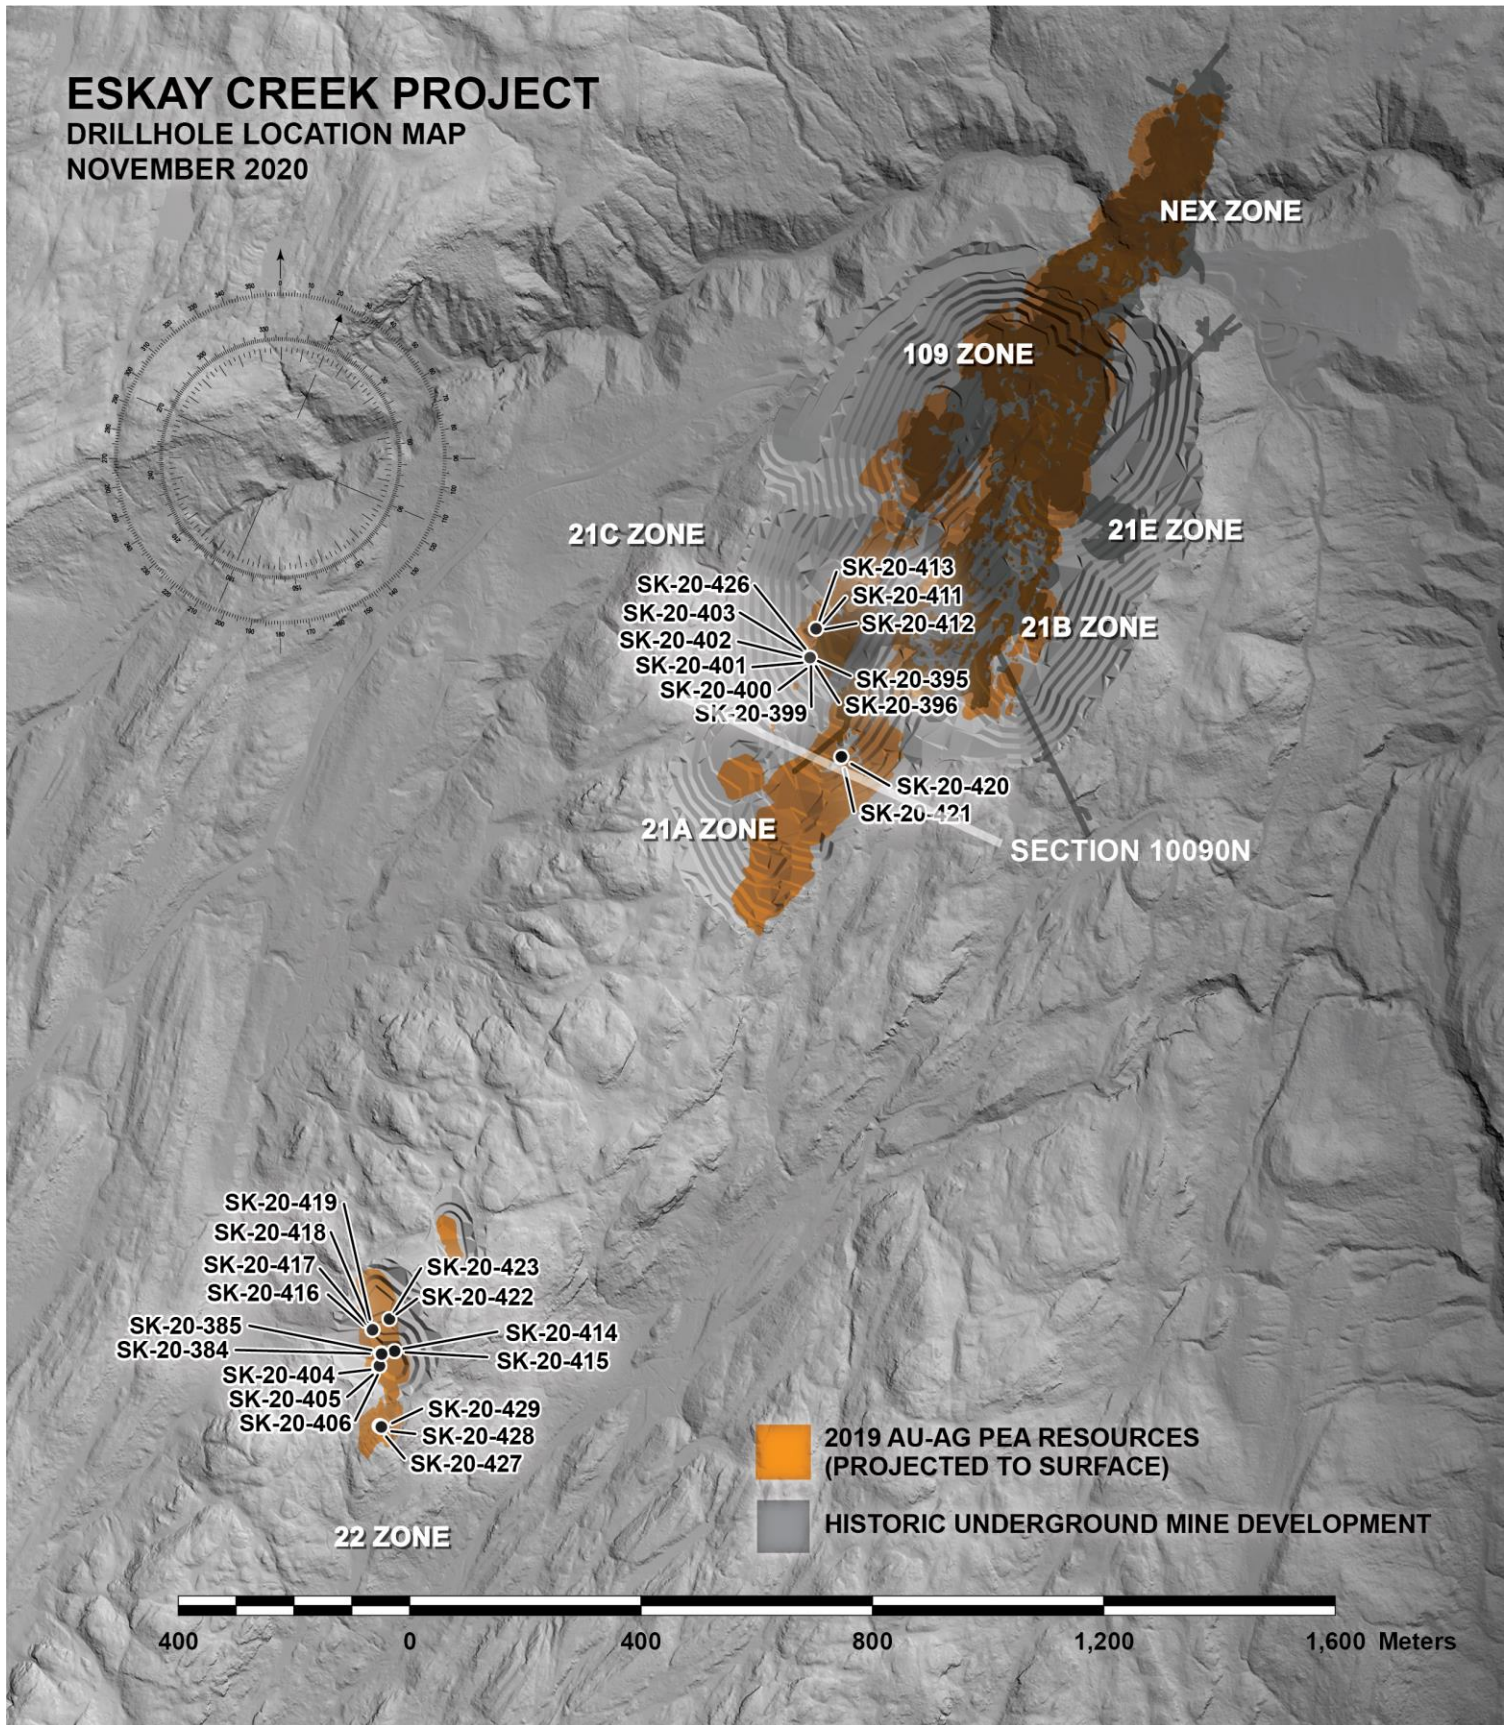 ESKAY CREEK PROJECT
DRILLHOLE LOCATION MAP
NOVEMBER 2020
NEX ZONE
109 ZONE
21C ZONE
21E ZONE
SK-20-413
SK-20-426
SK-20-411
SK-20-403
SK-20-412
21B ZONE
SK-20-402
SK-20-401
SK-20-395
SK-20-400
SK-20-396
SK-20-399
SK-20-420
SK-20-421
21A ZONE
SECTION 10090N
SK-20-419
SK-20-418
SK-20-417
SK-20-423
SK-20-416
SK-20-422
SK-20-385
SK-20-414
SK-20-384
SK-20-415
SK-20-404
SK-20-405
SK-20-429
SK-20-406
SK-20-428
SK-20-427
2019 AU-AG PEA RESOURCES
(PROJECTED TO SURFACE)
HISTORIC UNDERGROUND MINE DEVELOPMENT
22 ZONE
400 0 400 800 1,200 1,600 Meters